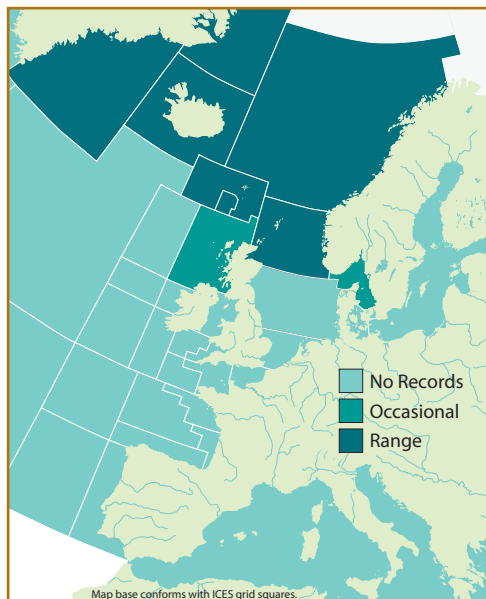 No Records
Occasional
Range
Map base conforms with ICES grid squares.